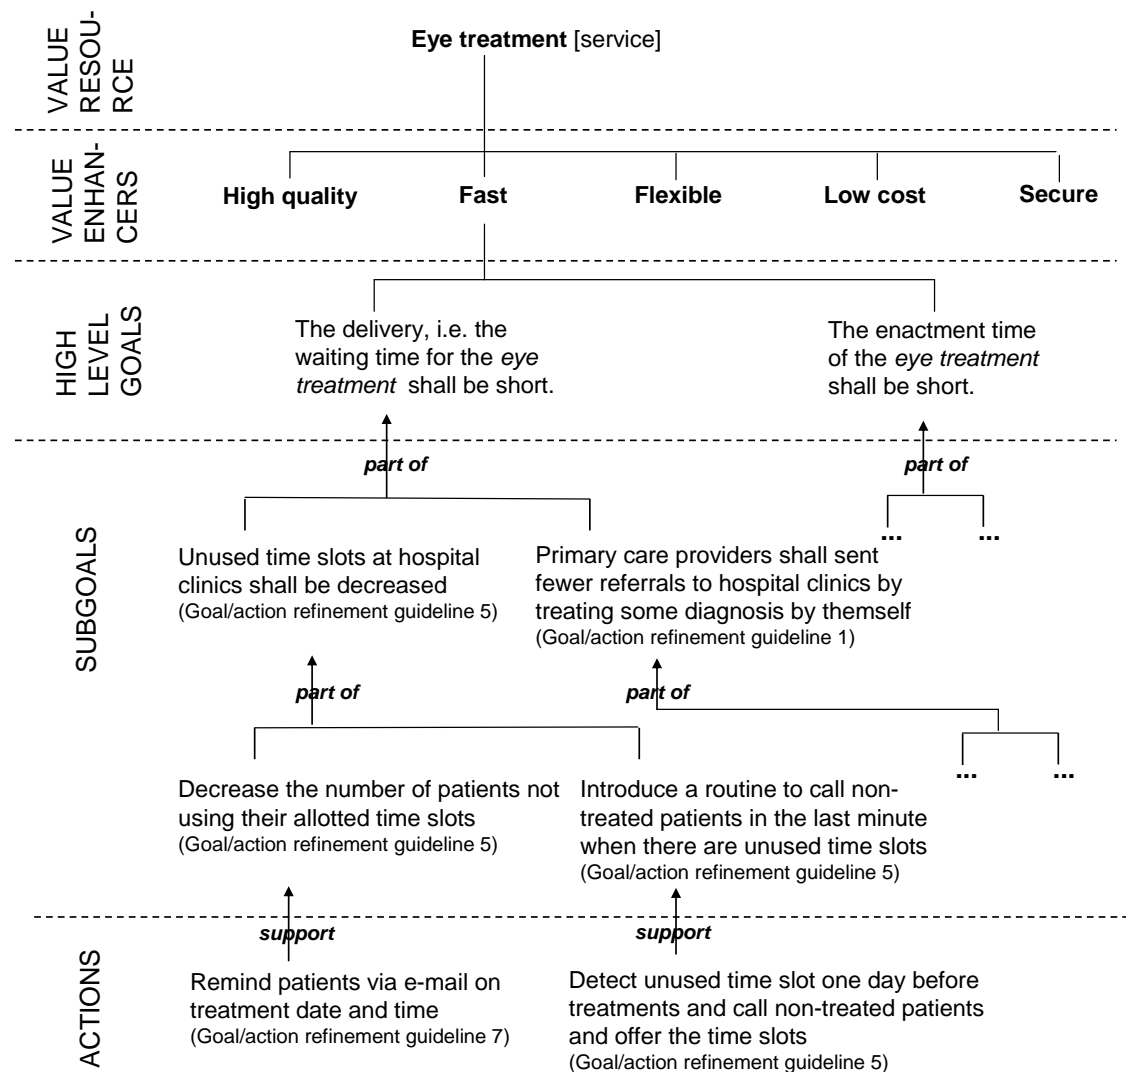 VALUE
RESOU-
RCE
Eye treatment [service]
VALUE
ENHAN-
CERS
High quality
Fast
Flexible
Low cost
Secure
HIGH
LEVEL
GOALS
The delivery, i.e. the
waiting time for the eye
treatment shall be short.
The enactment time
of the eye treatment
shall be short.
part of
part of
SUBGOALS
Unused time slots at hospital
clinics shall be decreased
(Goal/action refinement guideline 5)
Primary care providers shall sent
fewer referrals to hospital clinics by
treating some diagnosis by themself
(Goal/action refinement guideline 1)
...
...
part of
part of
Decrease the number of patients not
using their allotted time slots
(Goal/action refinement guideline 5)
Introduce a routine to call non-
treated patients in the last minute
when there are unused time slots
(Goal/action refinement guideline 5)
...
...
support
support
ACTIONS
Remind patients via e-mail on
treatment date and time
(Goal/action refinement guideline 7)
Detect unused time slot one day before
treatments and call non-treated patients
and offer the time slots
(Goal/action refinement guideline 5)